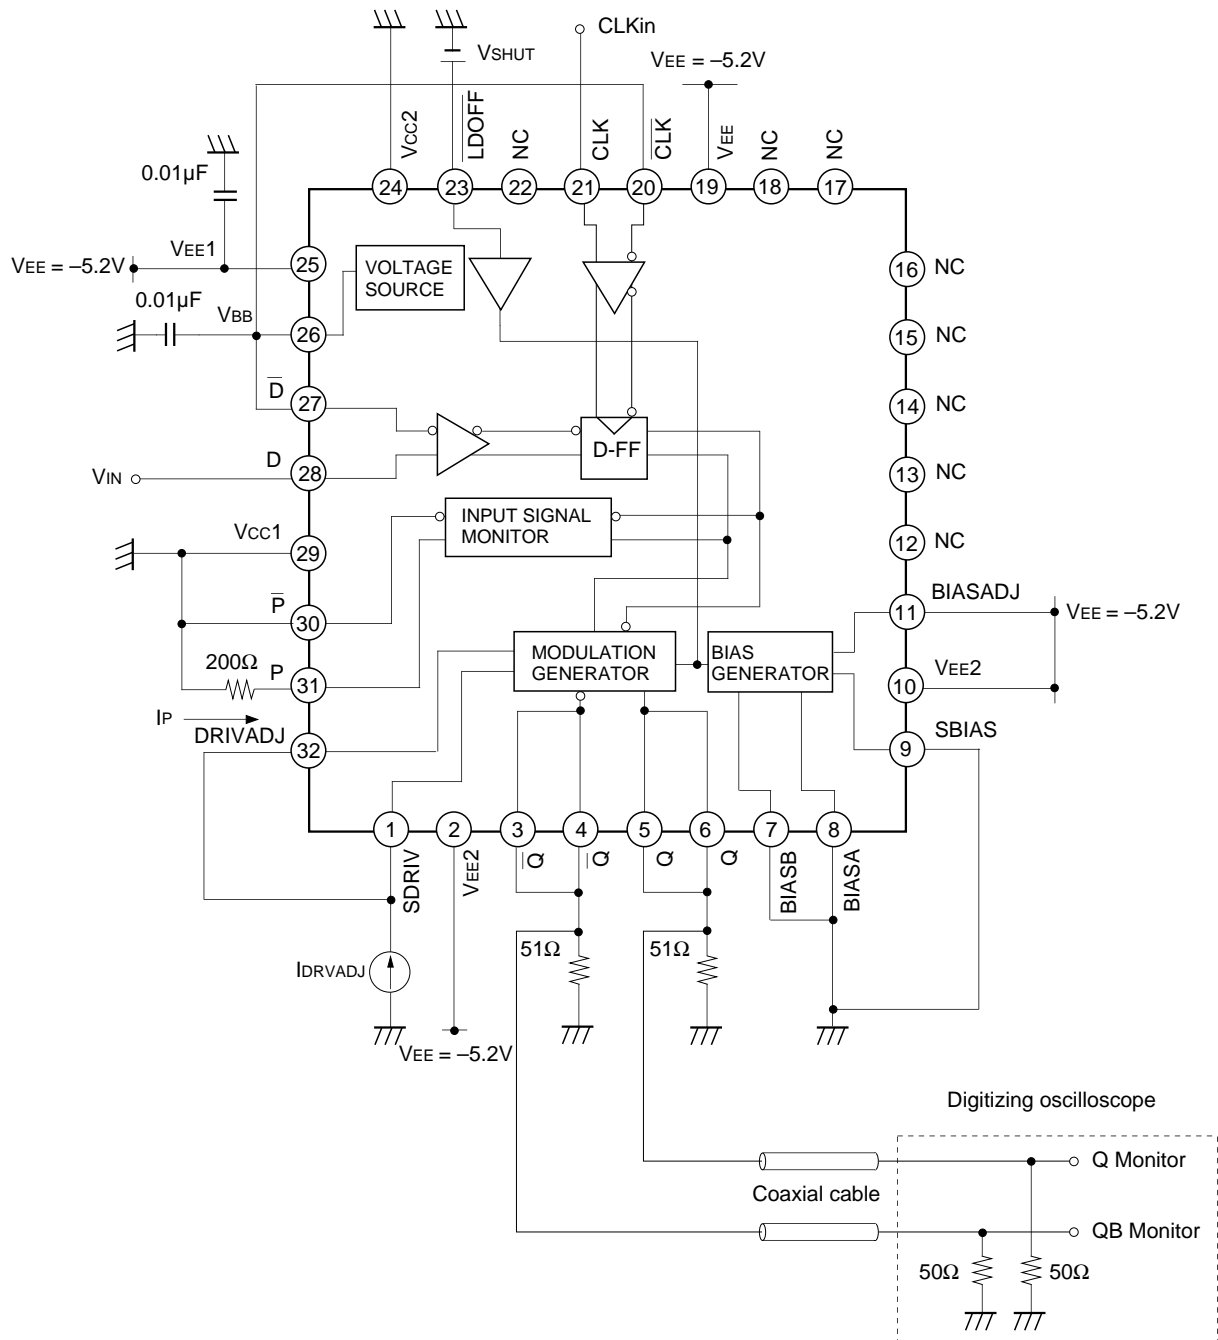 CLKin
VSHUT
VEE = –5.2V
VCC2
LDOFF
NC
CLK
CLK
VEE
NC
NC
0.01µF
24
23
22
21
20
19
18
17
VEE1
VEE = –5.2V
25
VOLTAGE
SOURCE
16
NC
0.01µF
VBB
26
15
NC
D
27
14
NC
D-FF
D
VIN
28
13
NC
INPUT SIGNAL
MONITOR
VCC1
29
12
NC
P
30
BIASADJ
11
VEE = –5.2V
MODULATION
GENERATOR
BIAS
GENERATOR
200Ω
P
31
VEE2
10
IP
DRIVADJ
32
SBIAS
9
1
2
3
4
5
6
7
8
SDRIV
VEE2
Q
Q
Q
Q
BIASB
BIASA
51Ω
51Ω
IDRVADJ
VEE = –5.2V
Digitizing oscilloscope
Q Monitor
Coaxial cable
QB Monitor
50Ω
50Ω